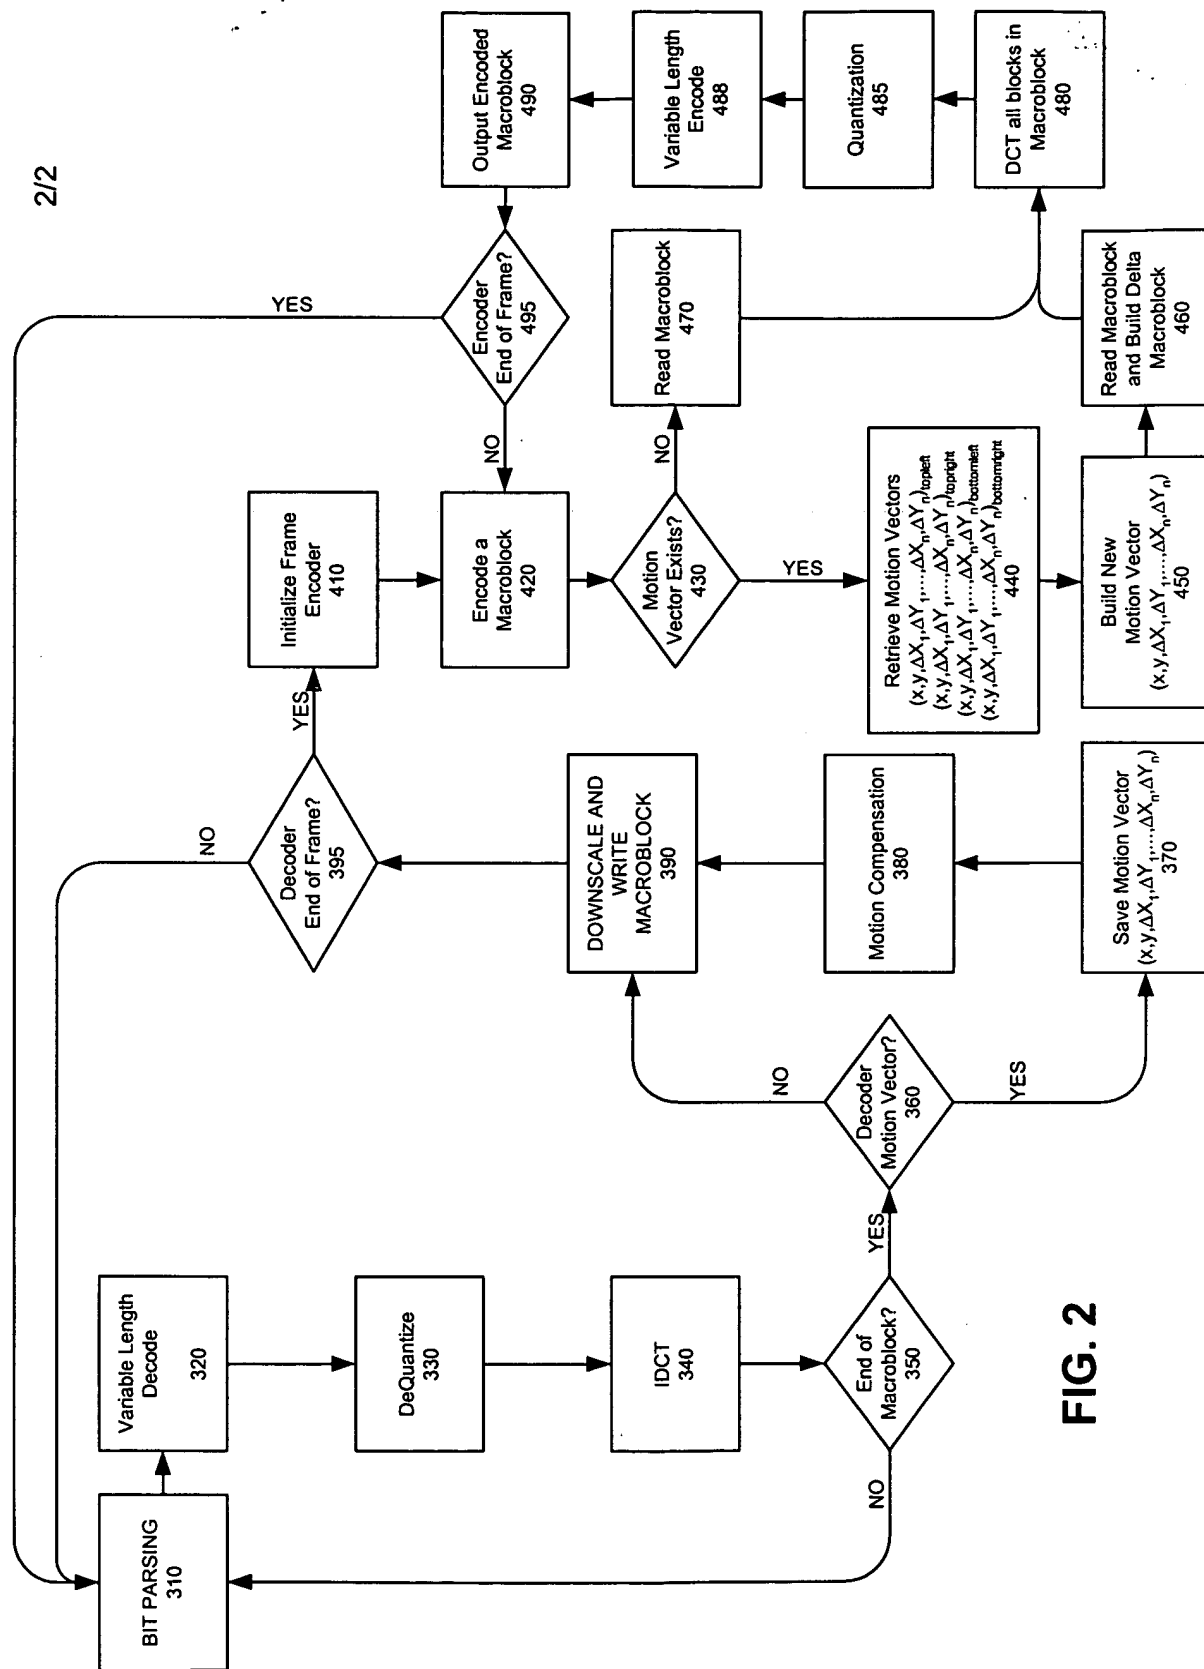 2/2
BIT PARSING
310
Variable Length
Decode
320
DeQuantize
330
IDCT
340
End of
Macroblock?
350
NO
YES
Decoder
Motion Vector?
360
NO
YES
Save Motion Vector
(x,y,ΔX₁,ΔY₁,...,ΔXₙ,ΔYₙ)
370
Motion Compensation
380
DOWNSCALE AND
WRITE
MACROBLOCK
390
Decoder
End of Frame?
395
NO
YES
Initialize Frame
Encoder
410
Encode a
Macroblock
420
Motion
Vector Exists?
430
NO
YES
Retrieve Motion Vectors
(x,y,ΔX₁,ΔY₁,...,ΔXₙ,ΔYₙ)topleft
(x,y,ΔX₁,ΔY₁,...,ΔXₙ,ΔYₙ)topright
(x,y,ΔX₁,ΔY₁,...,ΔXₙ,ΔYₙ)bottomleft
(x,y,ΔX₁,ΔY₁,...,ΔXₙ,ΔYₙ)bottomright
440
Build New
Motion Vector
(x,y,ΔX₁,ΔY₁,...,ΔXₙ,ΔYₙ)
450
Read Macroblock
and Build Delta
Macroblock
460
Read Macroblock
470
DCT all blocks in
Macroblock
480
Quantization
485
Variable Length
Encode
488
Output Encoded
Macroblock
490
Encoder
End of Frame?
495
YES
NO
FIG. 2